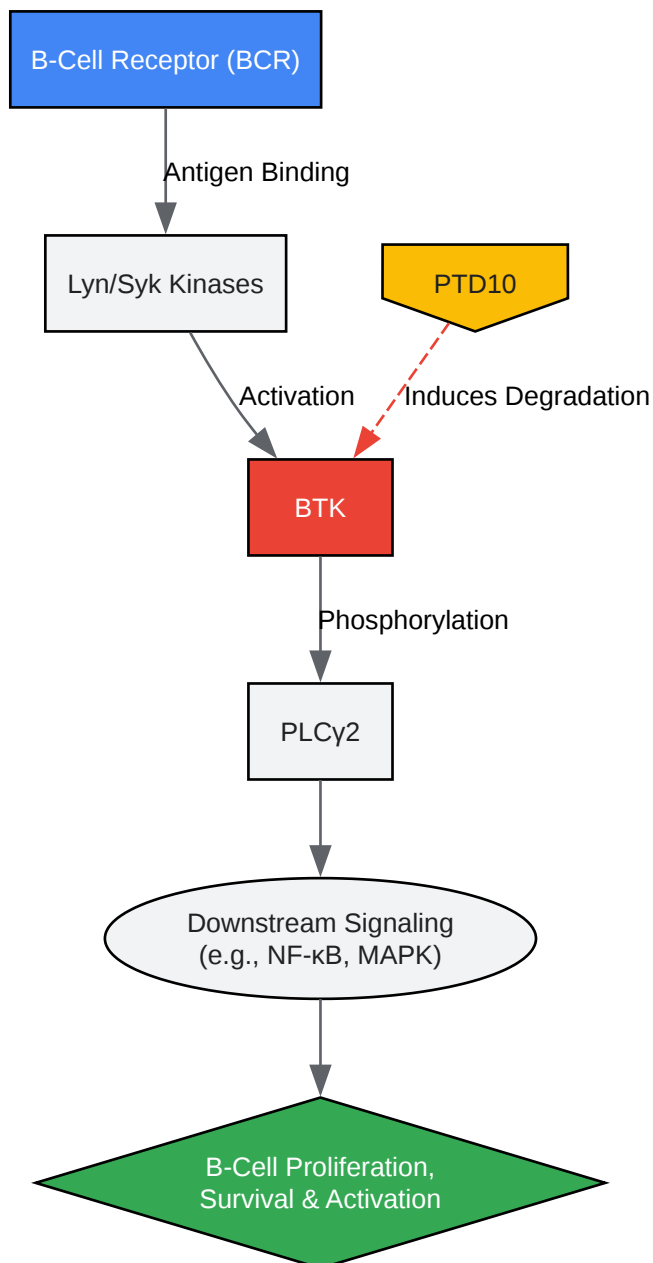 B-Cell Receptor (BCR)
Antigen Binding
Lyn/Syk Kinases
PTD10
Activation
Induces Degradation
BTK
Phosphorylation
PLCγ2
Downstream Signaling
(e.g., NF-κB, MAPK)
B-Cell Proliferation,
Survival & Activation